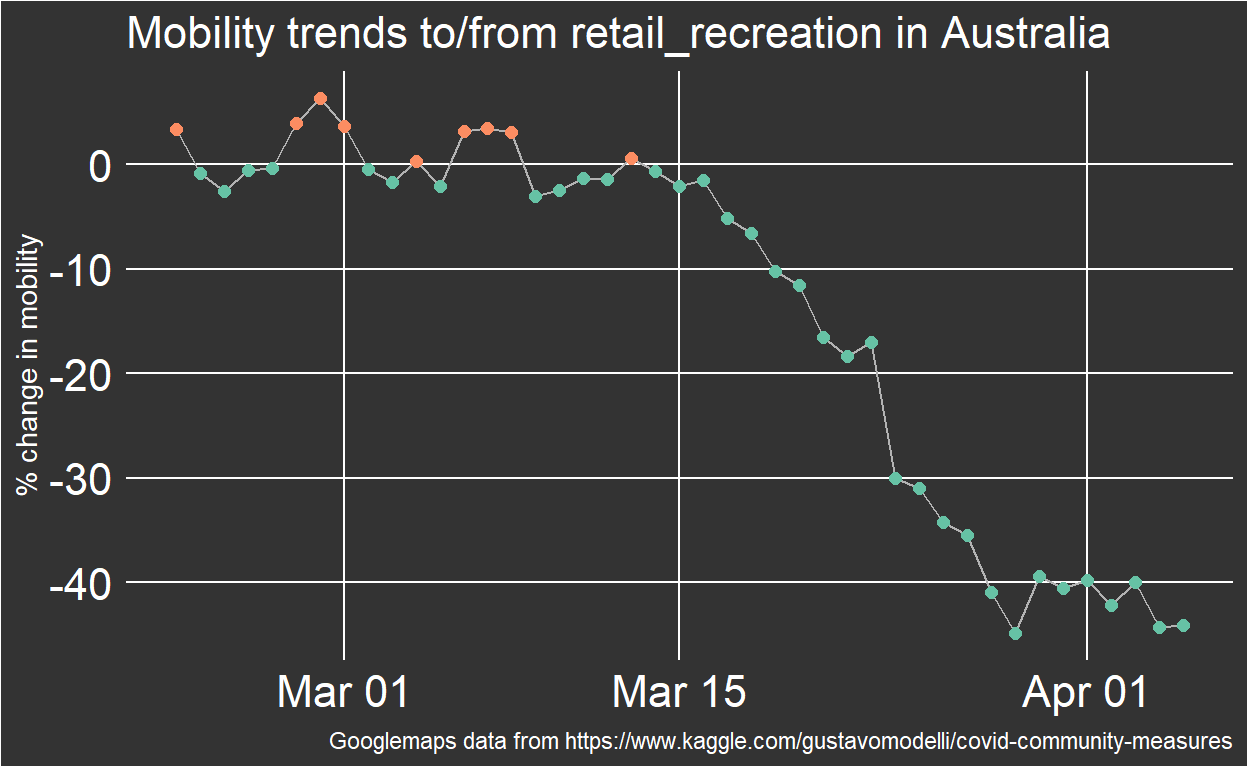 Mobility trends to/from retail_recreation in Australia
% change in mobility
0
-10
-20
-30
-40
Mar 01 Mar 15 Apr 01
Googlemaps data from https://www.kaggle.com/gustavomodelli/covid-community-measures